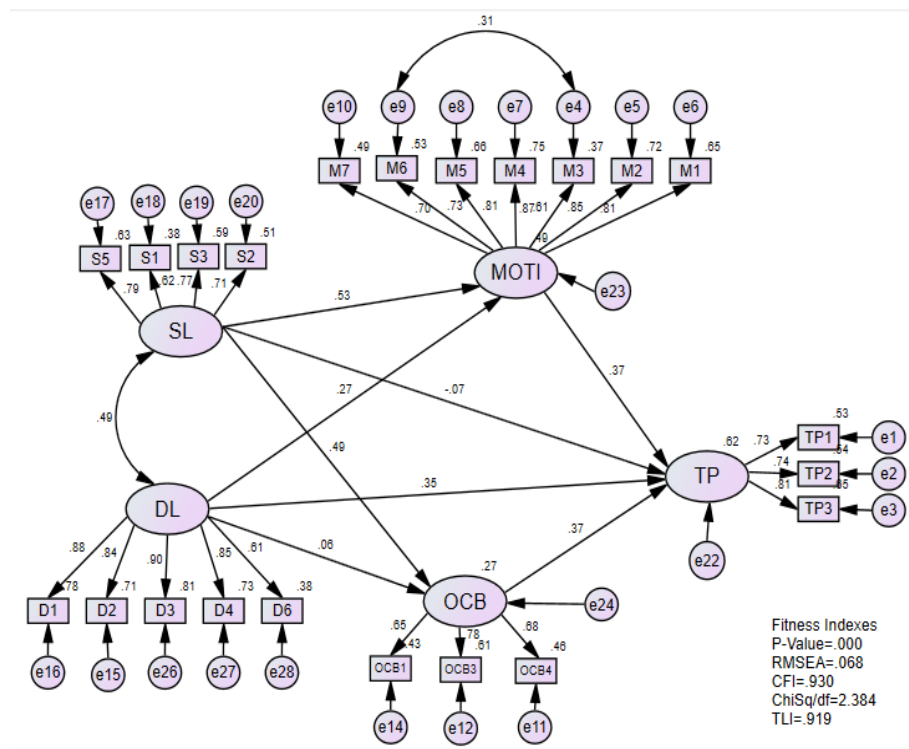 .31
e10 e9 e8 e7 e4 e5 e6
.49 .53 .66 .75 .37 .72 .65
M7 M6 M5 M4 M3 M2 M1
.70 .73 .81 .87 .61 .85 .81
.49
MOTI
e23
e17 e18 e19 e20
.63 .38 .59 .51
S5 S1 S3 S2
.79 .62 .77 .71
SL
.53
.27
-.07
.37
.49
.49
.62
TP
.73 .74 .81
.53
TP1 e1
.54
TP2 e2
TP3 e3
e22
DL
.35
.06
.37
.88 .84 .90 .85 .61
.78 .71 .81 .73 .38
D1 D2 D3 D4 D6
e16 e15 e26 e27 e28
.27
OCB
e24
.65 .78 .68
.43 .61 .46
OCB1 OCB3 OCB4
e14 e12 e11
Fitness Indexes
P-Value=.000
RMSEA=.068
CFI=.930
ChiSq/df=2.384
TLI=.919